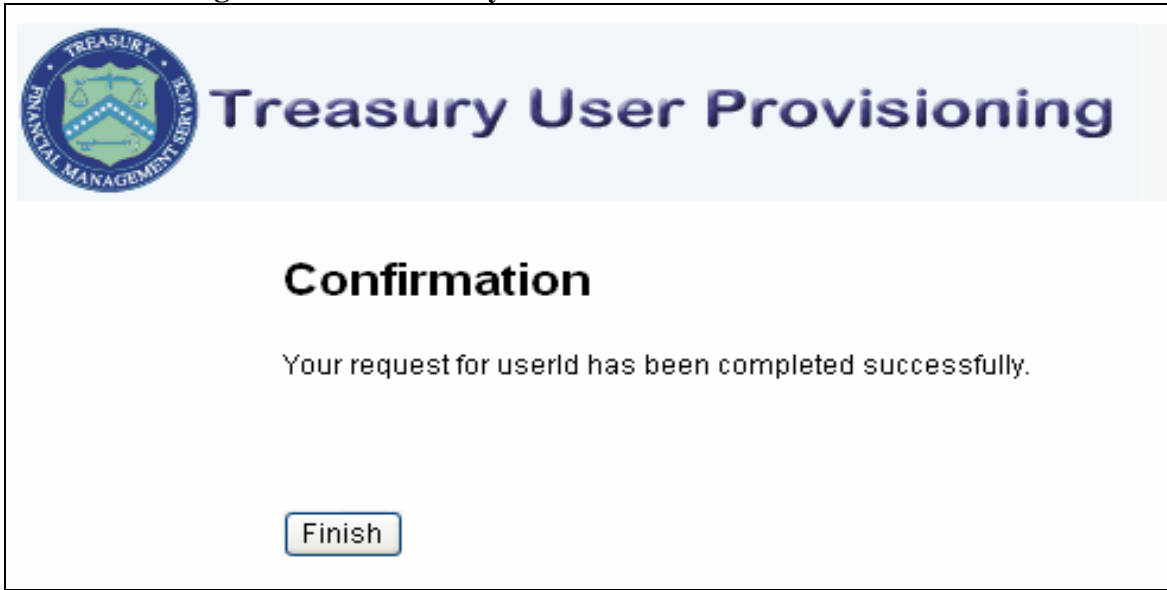 TREASURY
FINANCIAL MANAGEMENT SERVICE
Treasury User Provisioning
Confirmation
Your request for userId has been completed successfully.
Finish